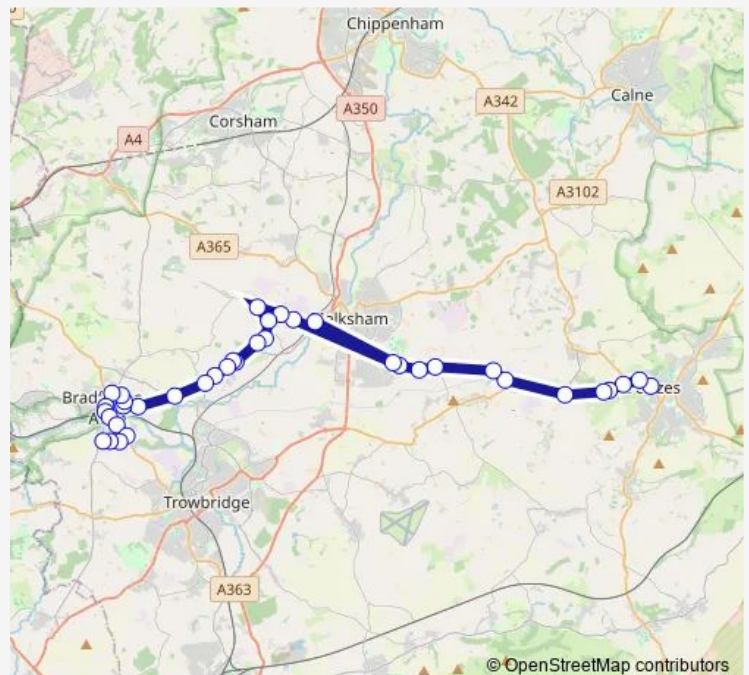 Chippenham
A350
A342
Calne
Corsham
A4
A3102
A365
Trowbridge
A363
© OpenStreetMap contributors